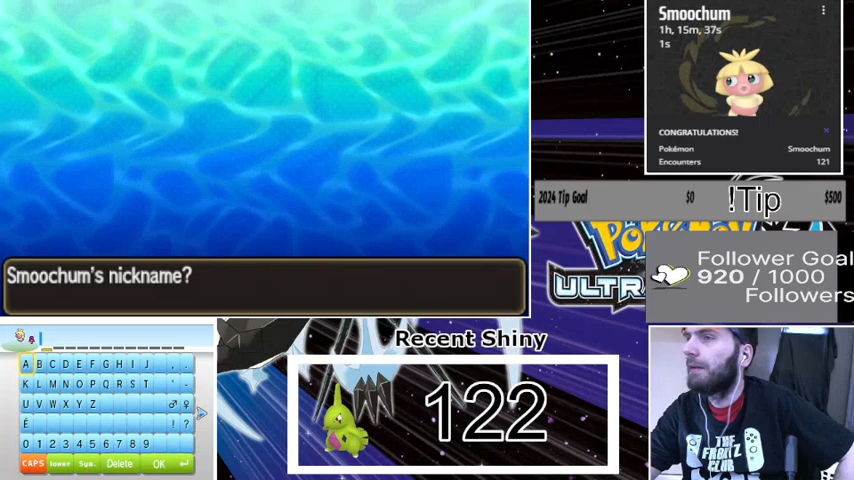 Smoochum
1h, 15m, 37s
1s
CONGRATULATIONS!
Pokémon Smoochum
Encounters 121
2024 Tip Goal $0 !Tip $500
ULTRA
Follower Goal
920 / 1000
Followers
Smoochum's nickname?
Recent Shiny
122
A B C D E F G H I J , .
K L M N O P Q R S T ' -
U V W X Y Z ♂ ♀
É ! ?
0 1 2 3 4 5 6 7 8 9
CAPS lower Sym. Delete OK
THE
CLUB